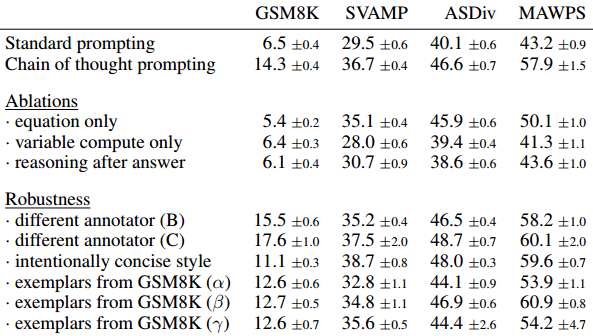 GSM8K SVAMP ASDiv MAWPS
Standard prompting 6.5 ±0.4 29.5 ±0.6 40.1 ±0.6 43.2 ±0.9
Chain of thought prompting 14.3 ±0.4 36.7 ±0.4 46.6 ±0.7 57.9 ±1.5
Ablations
· equation only 5.4 ±0.2 35.1 ±0.4 45.9 ±0.6 50.1 ±1.0
· variable compute only 6.4 ±0.3 28.0 ±0.6 39.4 ±0.4 41.3 ±1.1
· reasoning after answer 6.1 ±0.4 30.7 ±0.9 38.6 ±0.6 43.6 ±1.0
Robustness
· different annotator (B) 15.5 ±0.6 35.2 ±0.4 46.5 ±0.4 58.2 ±1.0
· different annotator (C) 17.6 ±1.0 37.5 ±2.0 48.7 ±0.7 60.1 ±2.0
· intentionally concise style 11.1 ±0.3 38.7 ±0.8 48.0 ±0.3 59.6 ±0.7
· exemplars from GSM8K (α) 12.6 ±0.6 32.8 ±1.1 44.1 ±0.9 53.9 ±1.1
· exemplars from GSM8K (β) 12.7 ±0.5 34.8 ±1.1 46.9 ±0.6 60.9 ±0.8
· exemplars from GSM8K (γ) 12.6 ±0.7 35.6 ±0.5 44.4 ±2.6 54.2 ±4.7